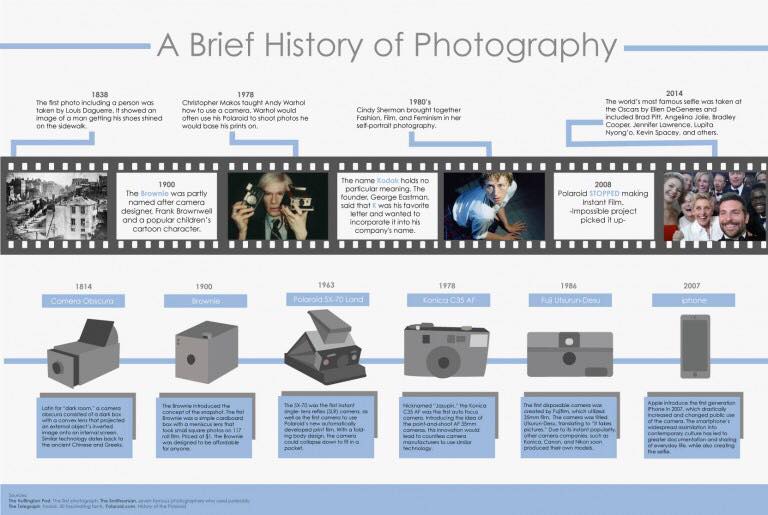 A Brief History of Photography
1838
The first photo including a person was
taken by Louis Daguerre. It showed an
image of a man getting his shoes shined
on the sidewalk.
1978
Christopher Makos taught Andy Warhol
how to use a camera. Warhol would
often use his Polaroid to shoot photos he
would base his prints on.
1980's
Cindy Sherman brought together
Fashion, Film, and Feminism in her
self-portrait photography.
2014
The world's most famous selfie was taken at
the Oscars by Ellen DeGeneres and
included Brad Pitt, Angelina Jolie, Bradley
Cooper, Jennifer Lawrence, Lupita
Nyong'o, Kevin Spacey, and others.
1900
The Brownie was partly
named after camera
designer, Frank Brownwell
and a popular children's
cartoon character.
The name Kodak holds no
particular meaning. The
founder, George Eastman,
said that K was his favorite
letter and wanted to
incorporate it into his
company's name.
2008
Polaroid STOPPED making
Instant Film.
-Impossible project
picked it up-
1814
Camera Obscura
1900
Brownie
1963
Polaroid SX-70 Land
1978
Konica C35 AF
1986
Fuji Utsurun-Desu
2007
iphone
Latin for "dark room," a camera
obscura consisted of a dark box
with a convex lens that projected
an external object's inverted
image onto an internal screen.
Similar technology dates back to
the ancient Chinese and Greeks.
The Brownie introduced the
concept of the snapshot. The first
Brownie was a simple cardboard
box with a meniscus lens that
took small square photos on 117
roll film. Priced at $1, the Brownie
was designed to be affordable
for anyone.
The SX-70 was the first instant
single- lens reflex (SLR) camera, as
well as the first camera to use
Polaroid's new automatically
developed print film. With a fold-
ing body design, the camera
could collapse down to fit in a
pocket.
Nicknamed "Jasupin," the Konica
C35 AF was the first auto focus
camera. Introducing the idea of
the point-and-shoot AF 35mm
cameras, this innovation would
lead to countless camera
manufacturers to use similar
technology.
The first disposable camera was
created by Fujifilm, which utilized
35mm film. The camera was titled
Utsurun-Desu, translating to "it takes
pictures." Due to its instant popularity,
other camera companies, such as
Konica, Canon, and Nikon soon
produced their own models.
Apple introduce the first generation
iPhone in 2007, which drastically
increased and changed public use
of the camera. The smartphone's
widespread assimilation into
contemporary culture has led to
greater documentation and sharing
of everyday life, while also creating
the selfie.
Sources:
The Huffington Post: The first photograph, The Smithsonian, seven famous photographers who used polaroids
The Telegraph: Kodak: 30 fascinating facts, Polaroid.com: History of the Polaroid